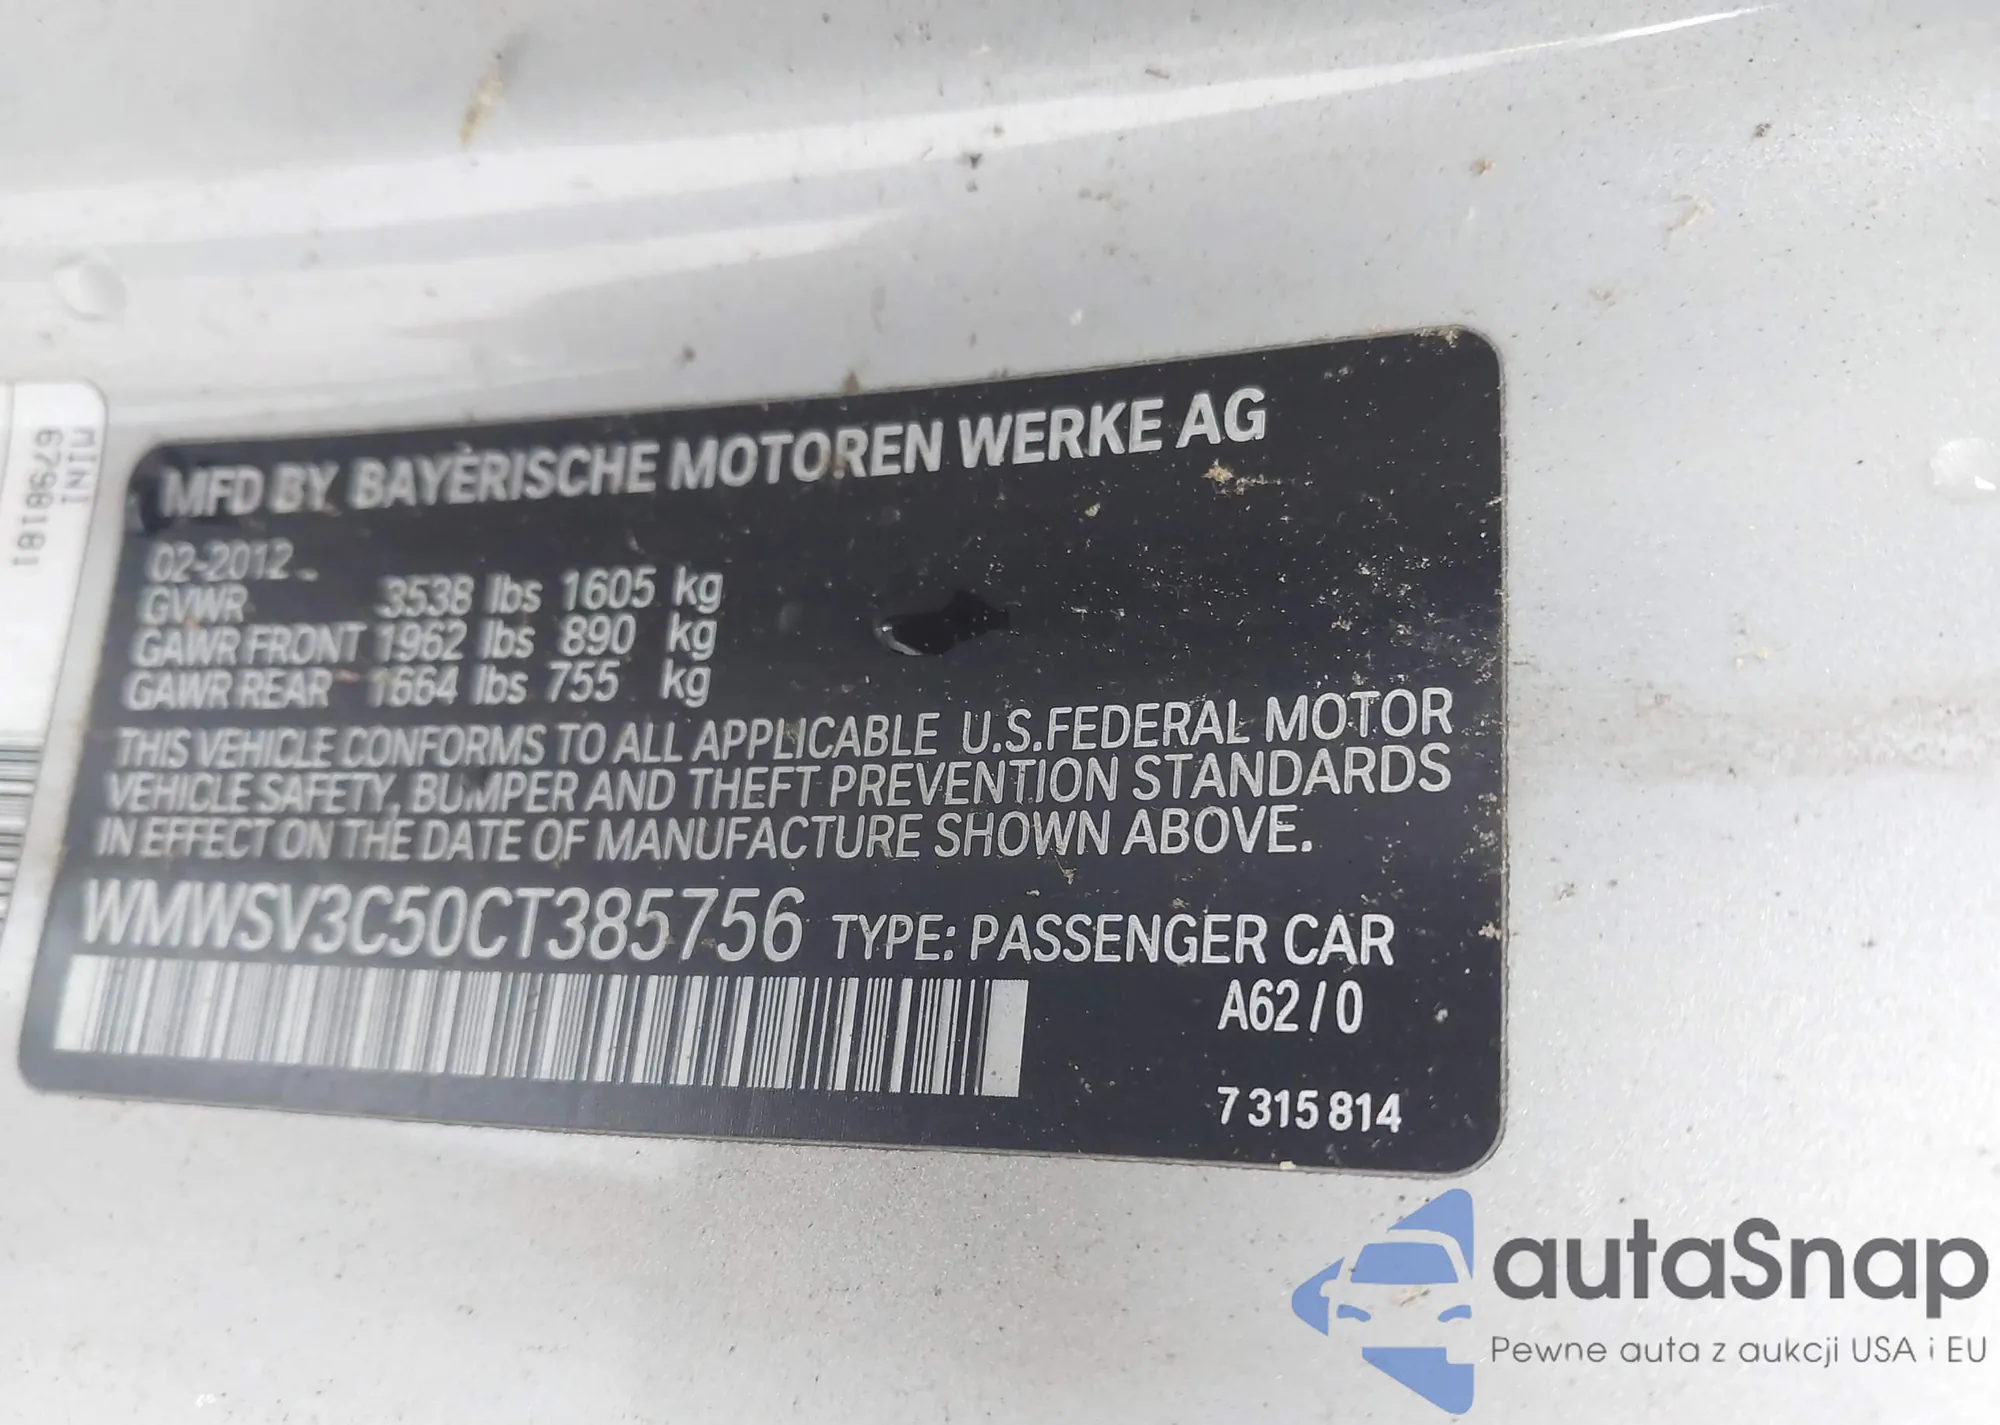 MINI
6798181
MFD BY BAYERISCHE MOTOREN WERKE AG
02-2012
GVWR 3538 lbs 1605 kg
GAWR FRONT 1962 lbs 890 kg
GAWR REAR 1664 lbs 755 kg
THIS VEHICLE CONFORMS TO ALL APPLICABLE U.S.FEDERAL MOTOR
VEHICLE SAFETY, BUMPER AND THEFT PREVENTION STANDARDS
IN EFFECT ON THE DATE OF MANUFACTURE SHOWN ABOVE.
WMWSV3C50CT385756 TYPE: PASSENGER CAR
A62/0
7 315 814
autaSnap
Pewne auta z aukcji USA i EU